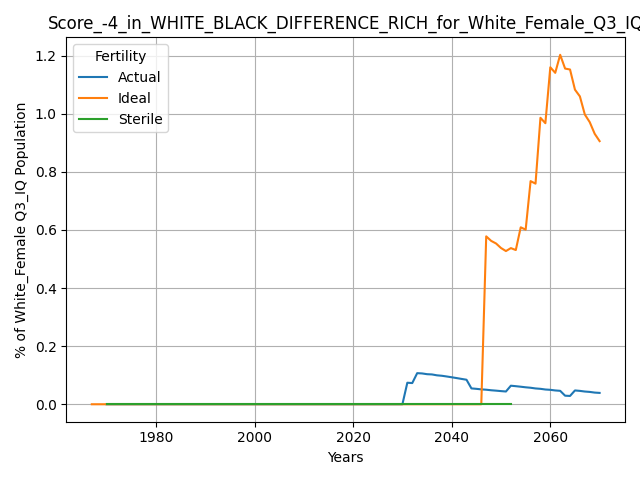 Score_-4_in_WHITE_BLACK_DIFFERENCE_RICH_for_White_Female_Q3_IQ
Fertility
Actual
Ideal
Sterile
% of White_Female Q3_IQ Population
1.2
1.0
0.8
0.6
0.4
0.2
0.0
1980 2000 2020 2040 2060
Years